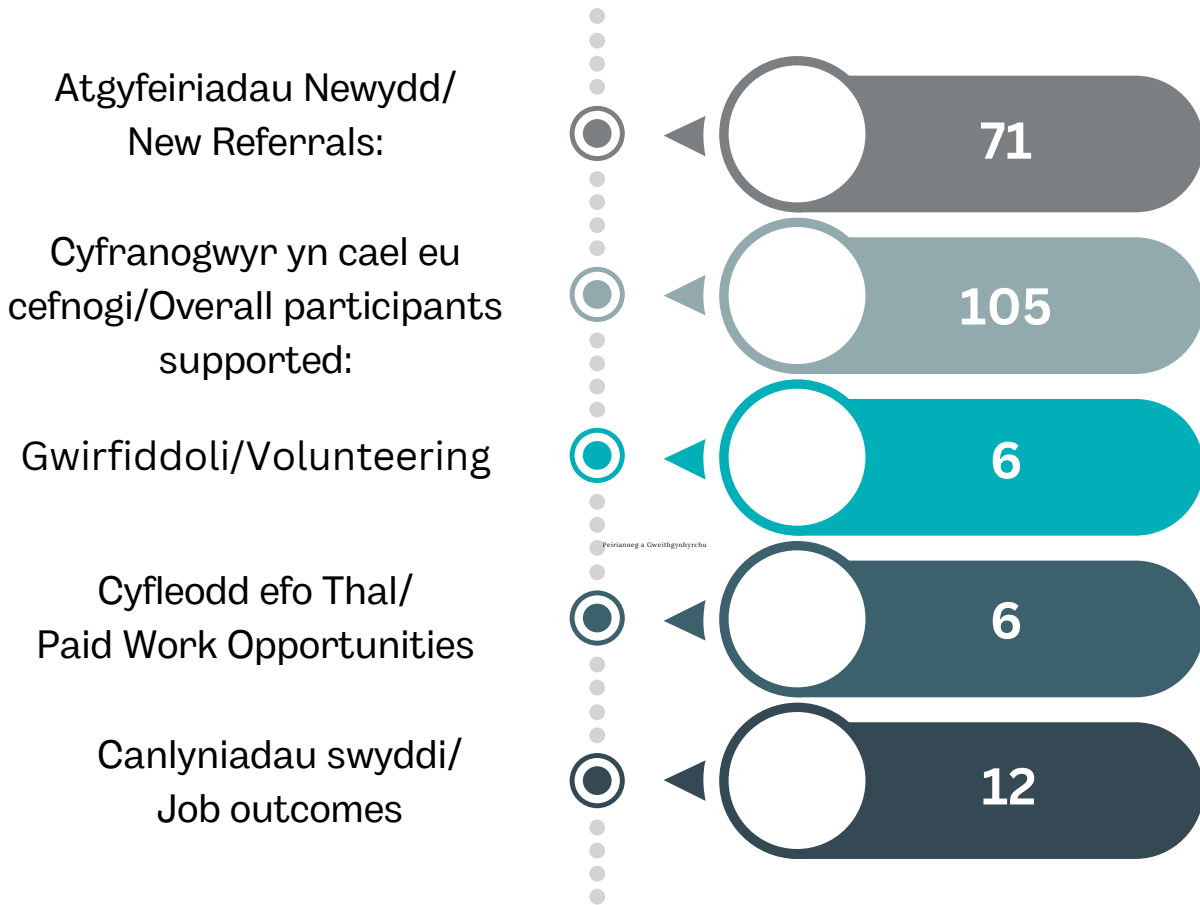 Atgyfeiriadau Newydd/
New Referrals:
71
Cyfranogwyr yn cael eu
cefnogi/Overall participants
supported:
105
Gwirfiddoli/Volunteering
6
Peirianneg a Gweithgynhyrchu
Cyfleodd efo Thal/
Paid Work Opportunities
6
Canlyniadau swyddi/
Job outcomes
12